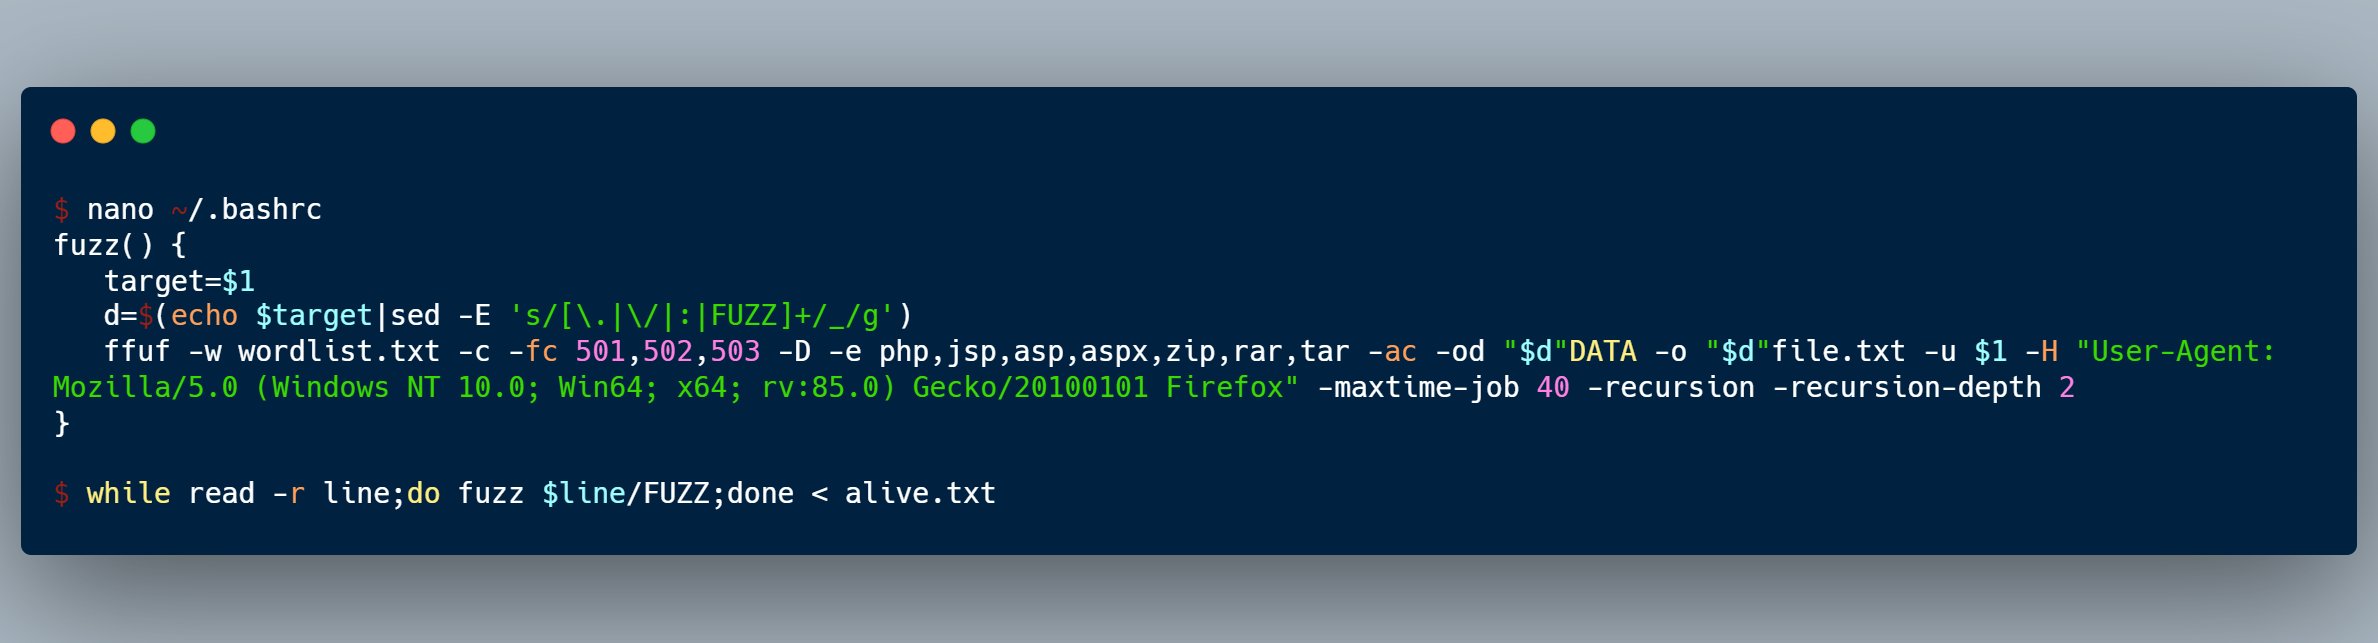 $ nano ~/.bashrc
fuzz() {
   target=$1
   d=$(echo $target|sed -E 's/[\.|\/|:|FUZZ]+/_/g')
   ffuf -w wordlist.txt -c -fc 501,502,503 -D -e php,jsp,asp,aspx,zip,rar,tar -ac -od "$d"DATA -o "$d"file.txt -u $1 -H "User-Agent:
Mozilla/5.0 (Windows NT 10.0; Win64; x64; rv:85.0) Gecko/20100101 Firefox" -maxtime-job 40 -recursion -recursion-depth 2
}
$ while read -r line;do fuzz $line/FUZZ;done < alive.txt